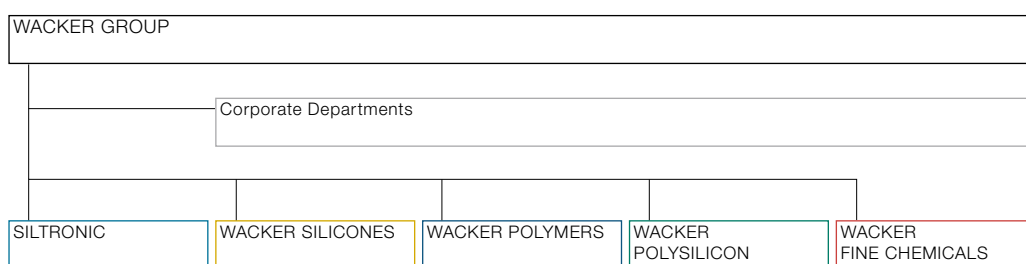 WACKER GROUP
Corporate Departments
SILTRONIC
WACKER SILICONES
WACKER POLYMERS
WACKER
POLYSILICON
WACKER
FINE CHEMICALS